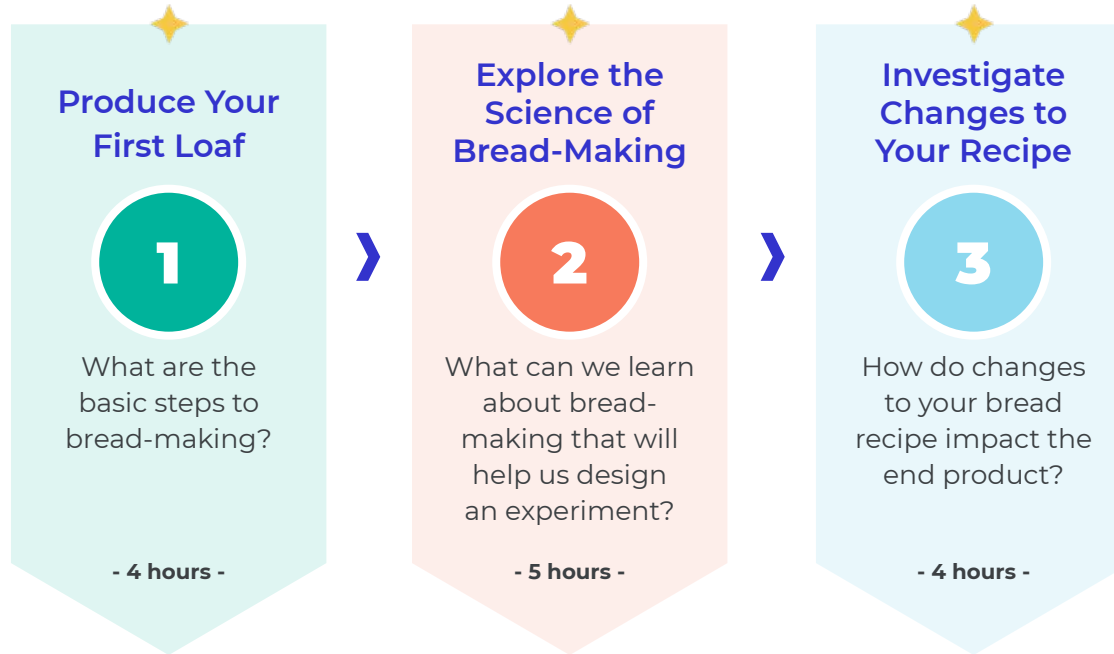 Produce Your
First Loaf
1
What are the
basic steps to
bread-making?
- 4 hours -
Explore the
Science of
Bread-Making
2
What can we learn
about bread-
making that will
help us design
an experiment?
- 5 hours -
Investigate
Changes to
Your Recipe
3
How do changes
to your bread
recipe impact the
end product?
- 4 hours -